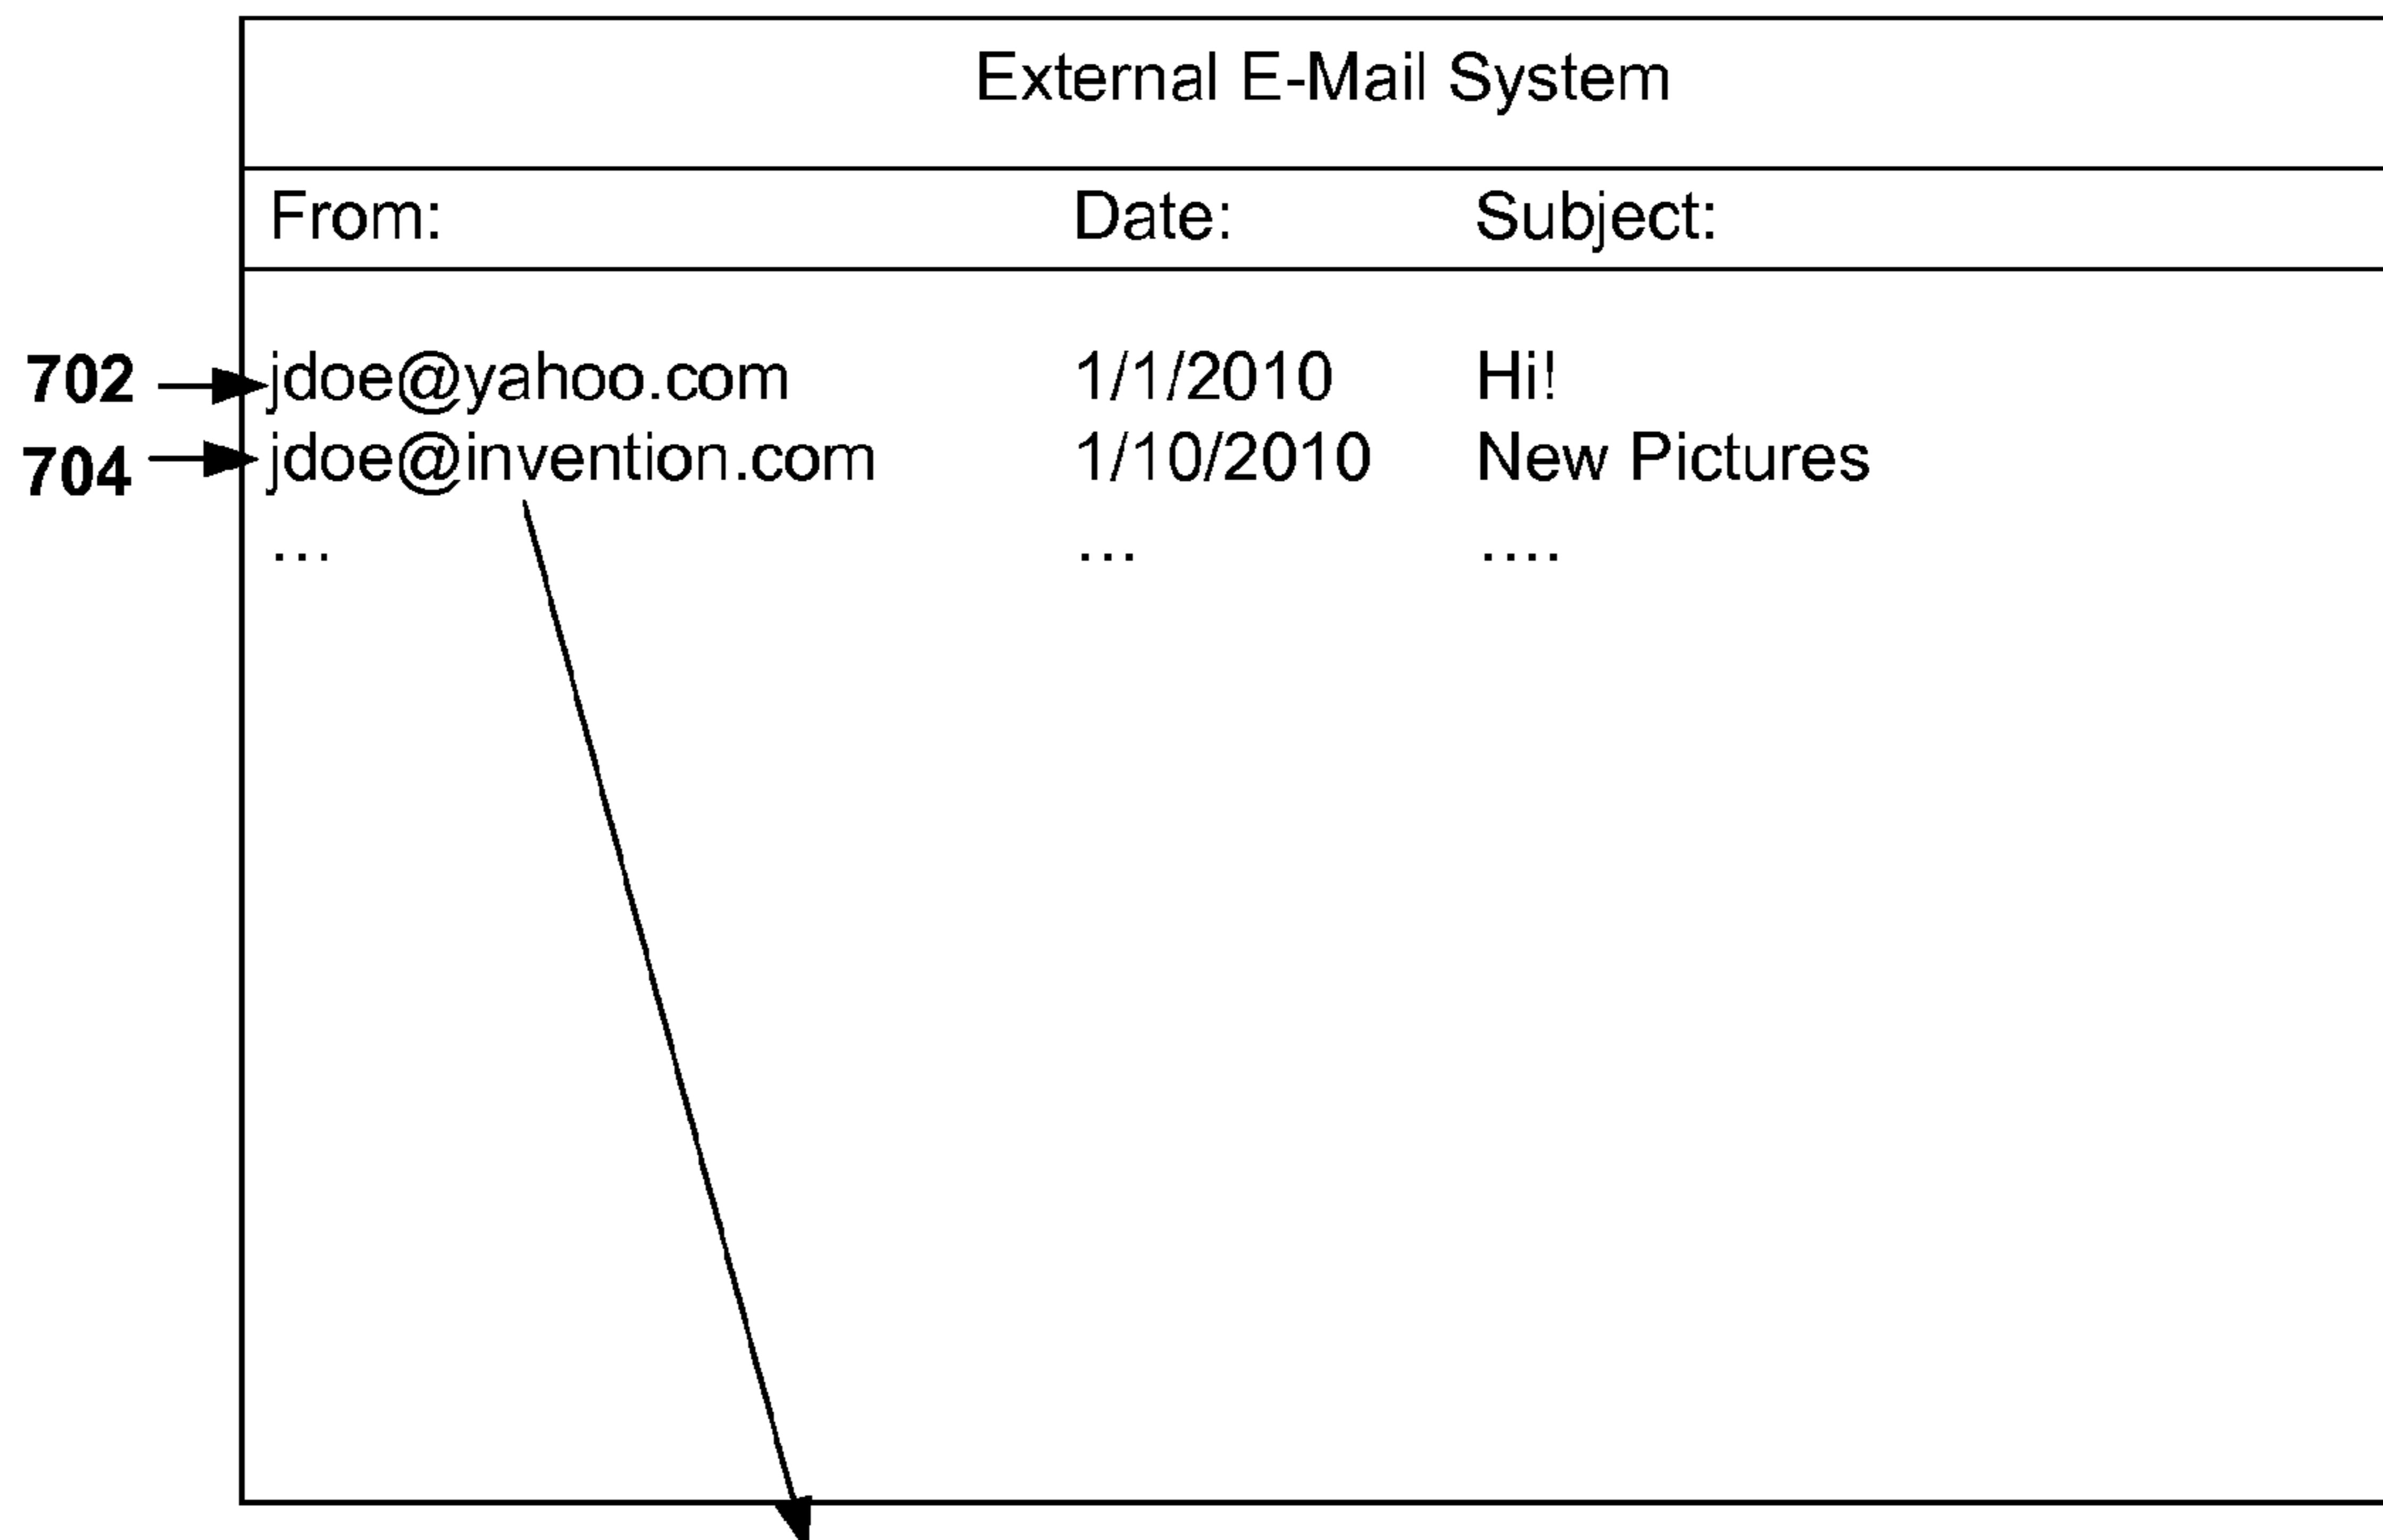 External E-Mail System
From: Date: Subject:
702 jdoe@yahoo.com 1/1/2010 Hi!
704 jdoe@invention.com 1/10/2010 New Pictures
... ... ....